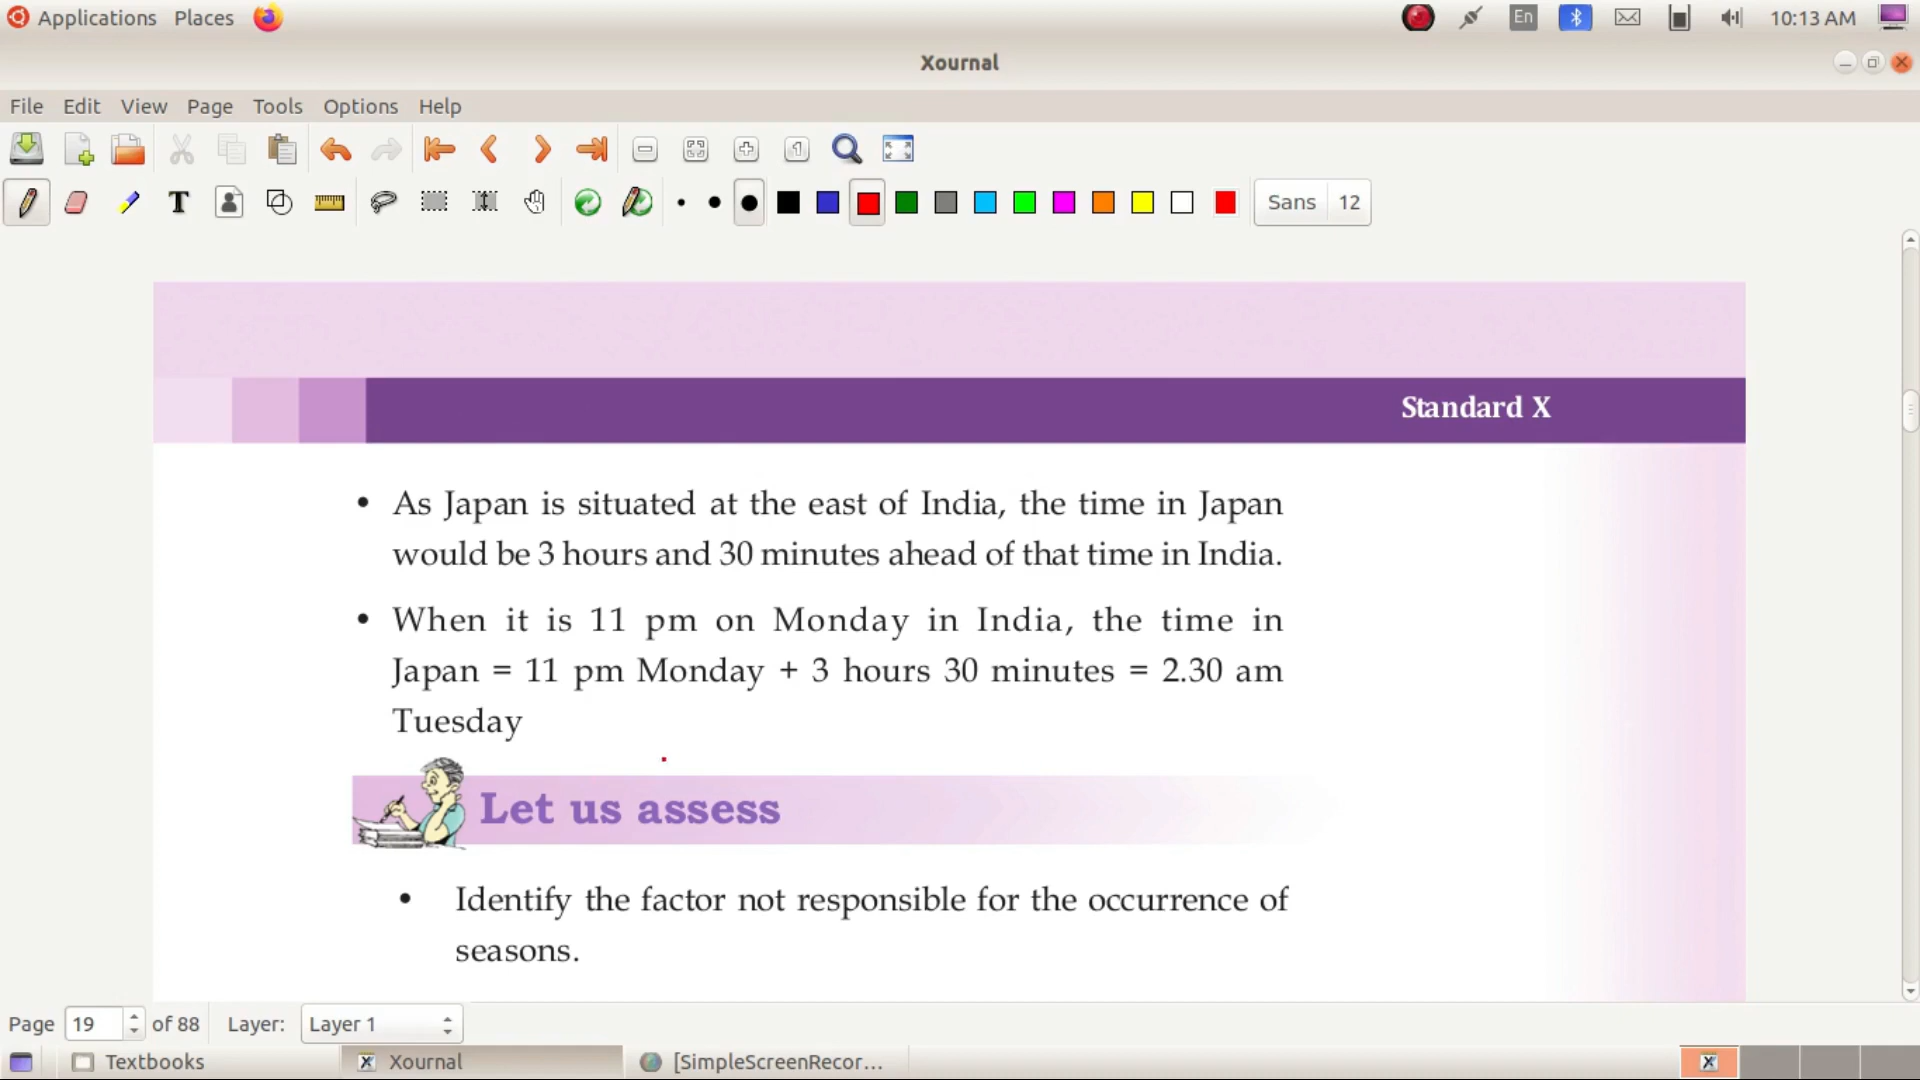 Applications Places En 10:13 AM
Xournal
File Edit View Page Tools Options Help
T Sans 12
Standard X
• As Japan is situated at the east of India, the time in Japan
would be 3 hours and 30 minutes ahead of that time in India.
• When it is 11 pm on Monday in India, the time in
Japan = 11 pm Monday + 3 hours 30 minutes = 2.30 am
Tuesday
Let us assess
• Identify the factor not responsible for the occurrence of
seasons.
Page 19 of 88 Layer: Layer 1
Textbooks Xournal [SimpleScreenRecor...